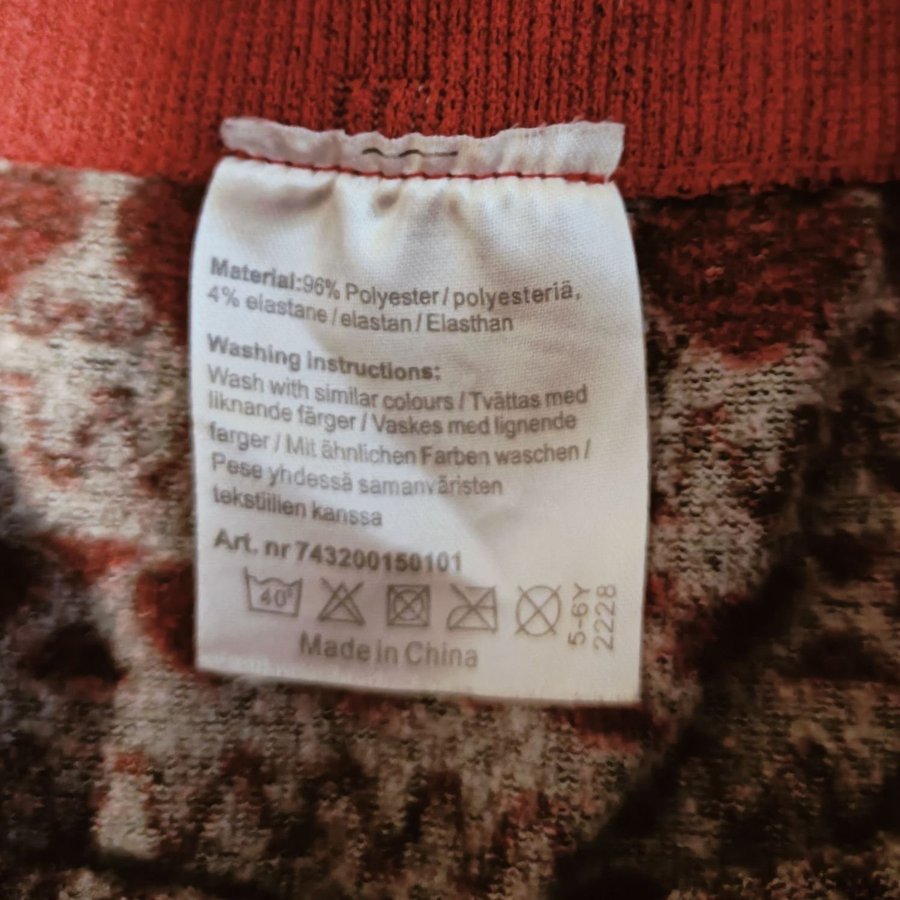 Material:96% Polyester / polyesteriä,
4% elastane / elastan / Elasthan
Washing instructions:
Wash with similar colours / Tvättas med
liknande färger / Vaskes med lignende
farger / Mit ähnlichen Farben waschen /
Pese yhdessä samanväristen
tekstiilien kanssa
Art. nr 743200150101
40°
5-6Y
2228
Made in China